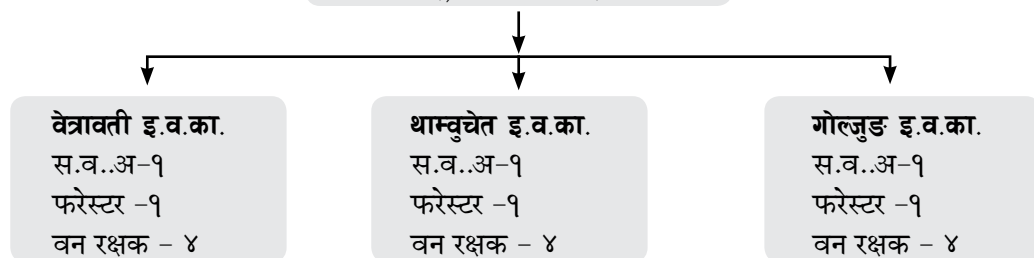 वेत्रावती इ.व.का.
स.व..अ-१
फरेस्टर -१
वन रक्षक - ४
थाम्वुचेत इ.व.का.
स.व..अ-१
फरेस्टर -१
वन रक्षक - ४
गोल्जुङ इ.व.का.
स.व..अ-१
फरेस्टर -१
वन रक्षक - ४